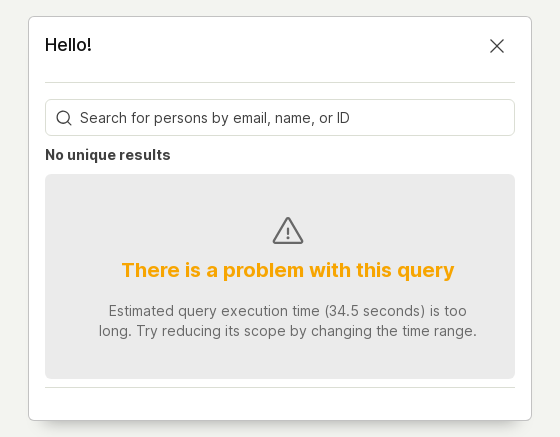 Hello!
Search for persons by email, name, or ID
No unique results
There is a problem with this query
Estimated query execution time (34.5 seconds) is too
long. Try reducing its scope by changing the time range.